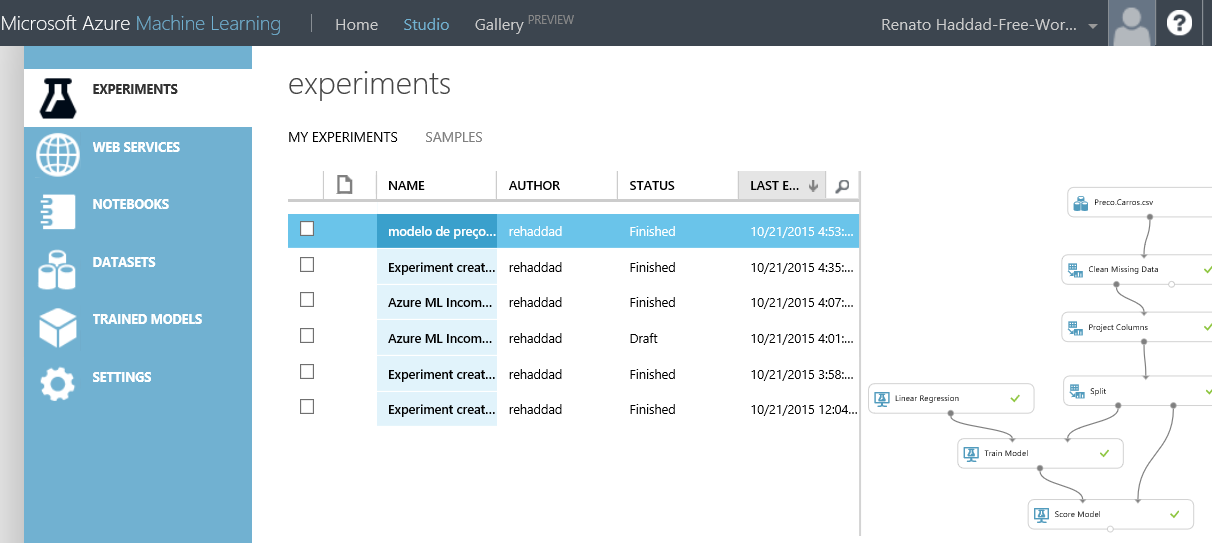 Microsoft Azure Machine Learning Home Studio Gallery PREVIEW Renato Haddad-Free-Wor... ?
EXPERIMENTS
WEB SERVICES
NOTEBOOKS
DATASETS
TRAINED MODELS
SETTINGS
experiments
MY EXPERIMENTS SAMPLES
NAME AUTHOR STATUS LAST E...
modelo de preço... rehaddad Finished 10/21/2015 4:53:...
Experiment creat... rehaddad Finished 10/21/2015 4:35:...
Azure ML Incom... rehaddad Finished 10/21/2015 4:07:...
Azure ML Incom... rehaddad Draft 10/21/2015 4:01:...
Experiment creat... rehaddad Finished 10/21/2015 3:58:...
Experiment creat... rehaddad Finished 10/21/2015 12:04...
Preco.Carros.csv
Clean Missing Data
Project Columns
Split
Linear Regression
Train Model
Score Model